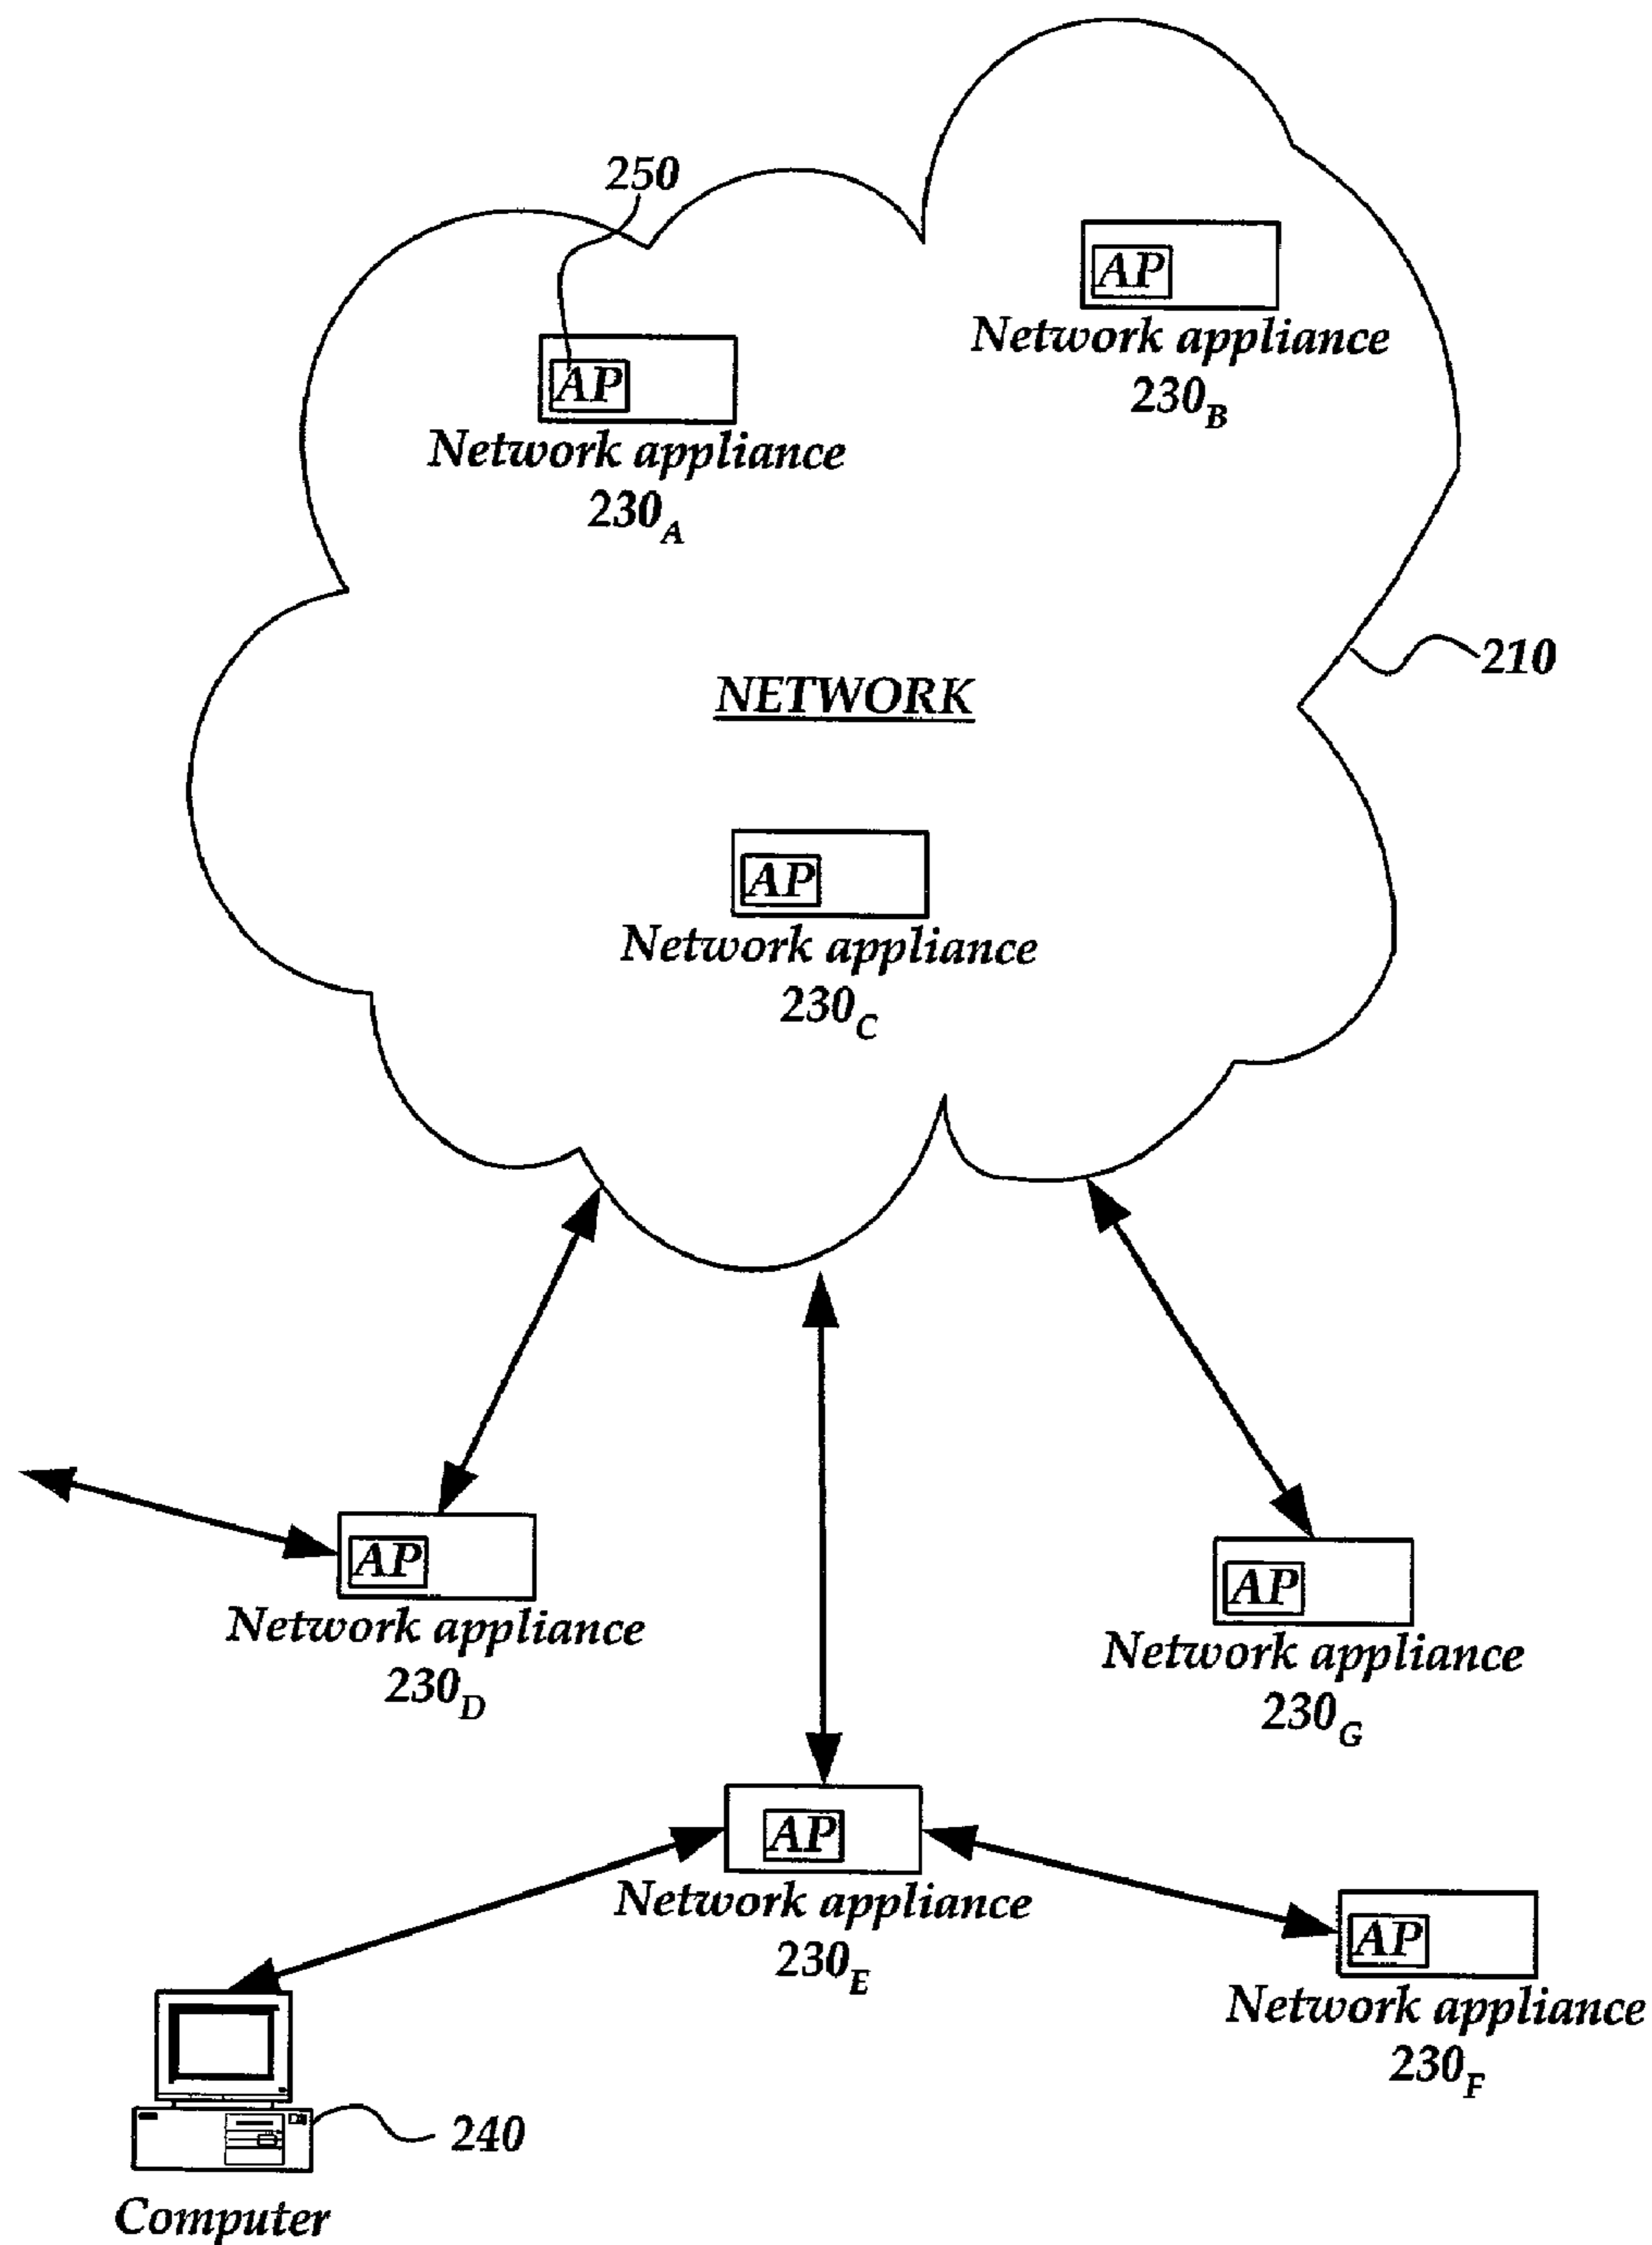 250
AP
Network appliance
230B
AP
Network appliance
230A
210
NETWORK
AP
Network appliance
230C
AP
Network appliance
230D
AP
Network appliance
230G
AP
Network appliance
230E
AP
Network appliance
230F
240
Computer